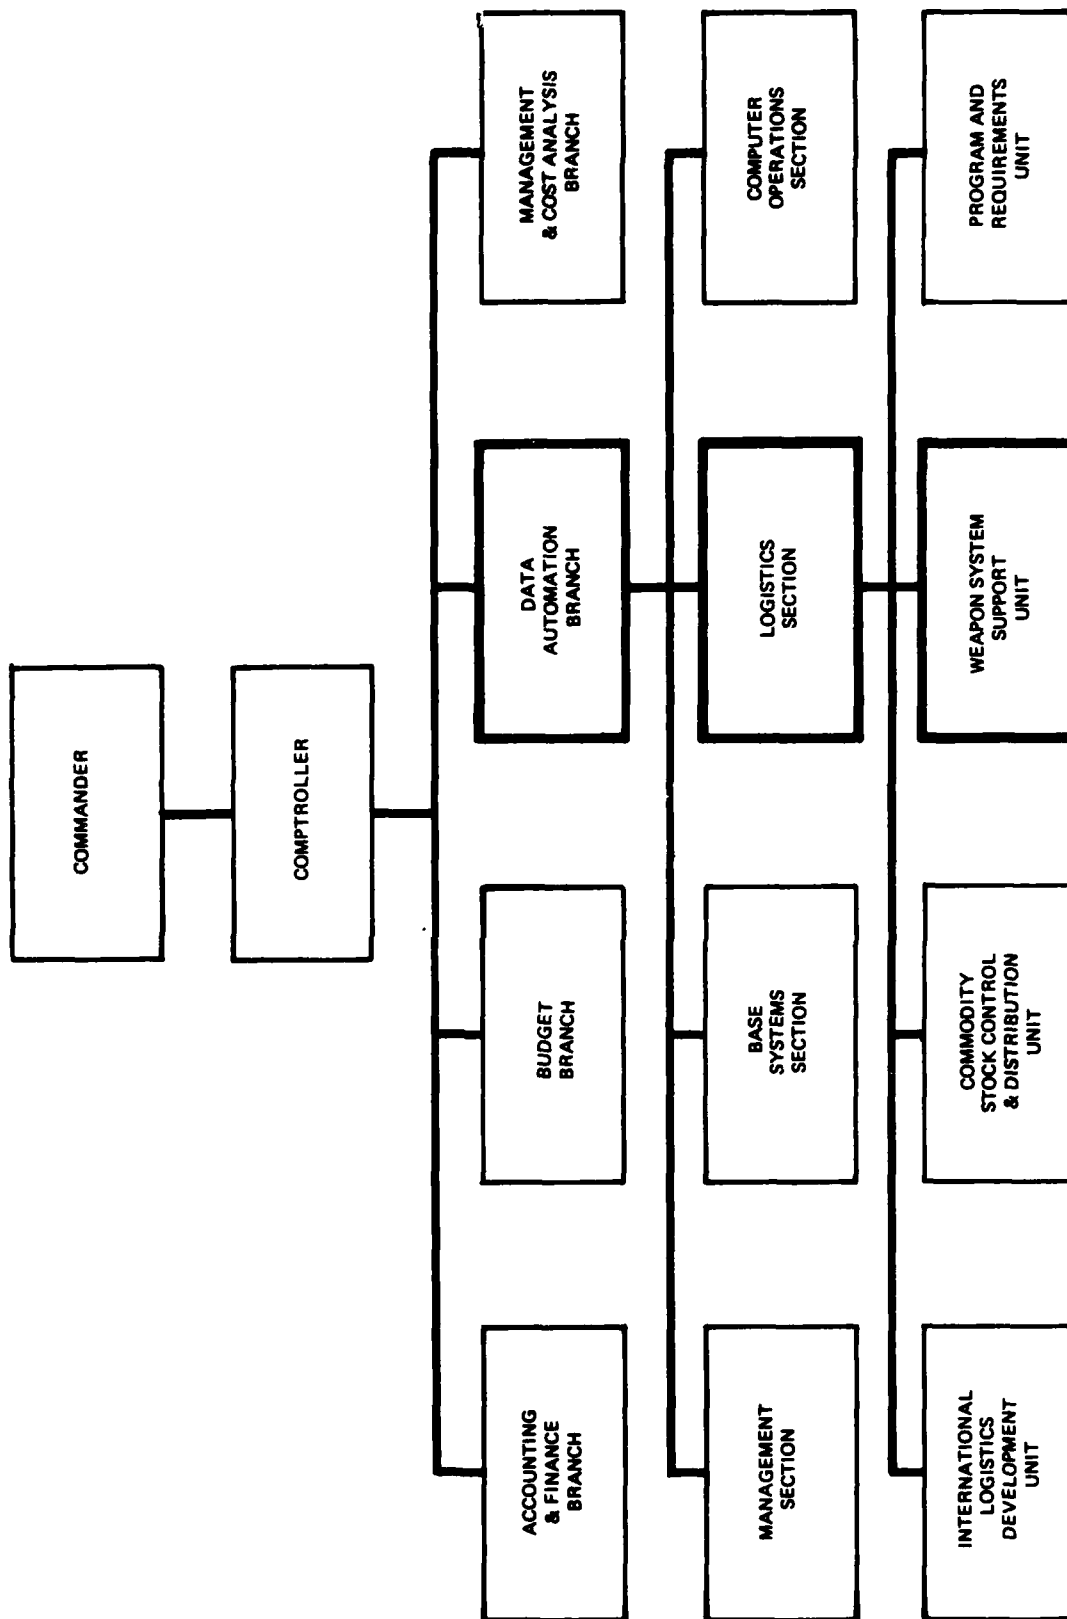 COMMANDER
COMPTROLLER
ACCOUNTING
& FINANCE
BRANCH
BUDGET
BRANCH
DATA
AUTOMATION
BRANCH
MANAGEMENT
& COST ANALYSIS
BRANCH
MANAGEMENT
SECTION
BASE
SYSTEMS
SECTION
LOGISTICS
SECTION
COMPUTER
OPERATIONS
SECTION
INTERNATIONAL
LOGISTICS
DEVELOPMENT
UNIT
COMMODITY
STOCK CONTROL
& DISTRIBUTION
UNIT
WEAPON SYSTEM
SUPPORT
UNIT
PROGRAM AND
REQUIREMENTS
UNIT